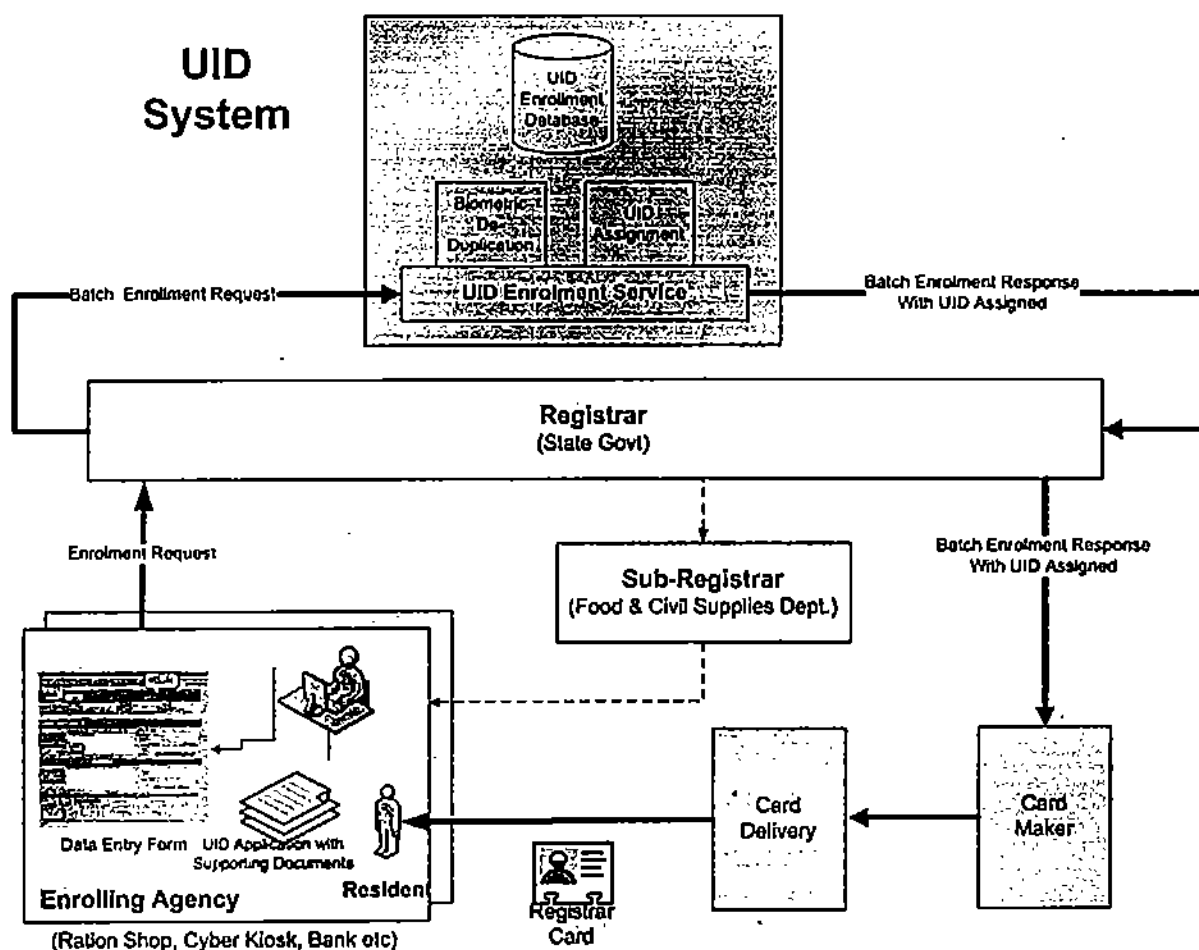 UID
System
UID
Enrollment
Database
Biometric
De-
Duplication
UID
Assignment
UID Enrolment Service
Batch Enrollment Request
Batch Enrollment Response
With UID Assigned
Registrar
(State Govt)
Enrolment Request
Batch Enrolment Response
With UID Assigned
Sub-Registrar
(Food & Civil Supplies Dept.)
Data Entry Form
UID Application with
Supporting Documents
Resident
Enrolling Agency
(Ration Shop, Cyber Kiosk, Bank etc)
Registrar
Card
Card
Delivery
Card
Maker